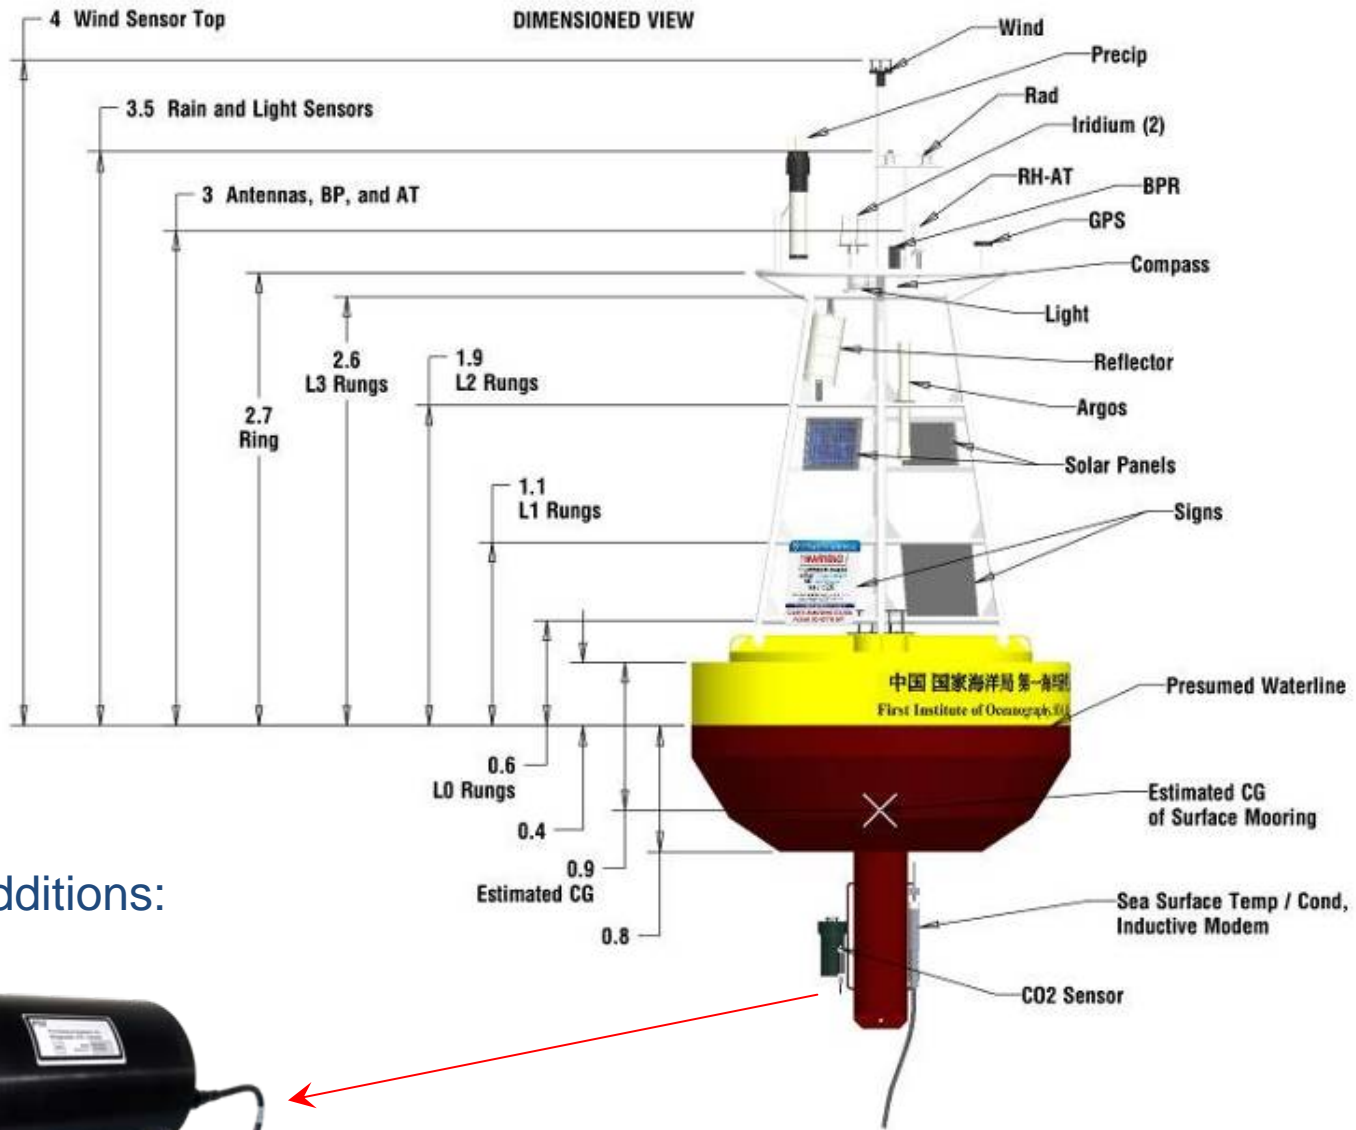 4 Wind Sensor Top
DIMENSIONED VIEW
Wind
Precip
3.5 Rain and Light Sensors
Rad
Iridium (2)
3 Antennas, BP, and AT
RH-AT
BPR
GPS
Compass
Light
2.6
L3 Rungs
1.9
L2 Rungs
Reflector
2.7
Ring
Argos
Solar Panels
1.1
L1 Rungs
Signs
WARNING
中国 国家海洋局 第一海
First Institute of Oceanography,
Presumed Waterline
0.6
L0 Rungs
0.4
Estimated CG
of Surface Mooring
0.9
Estimated CG
0.8
dditions:
Sea Surface Temp / Cond,
Inductive Modem
CO2 Sensor